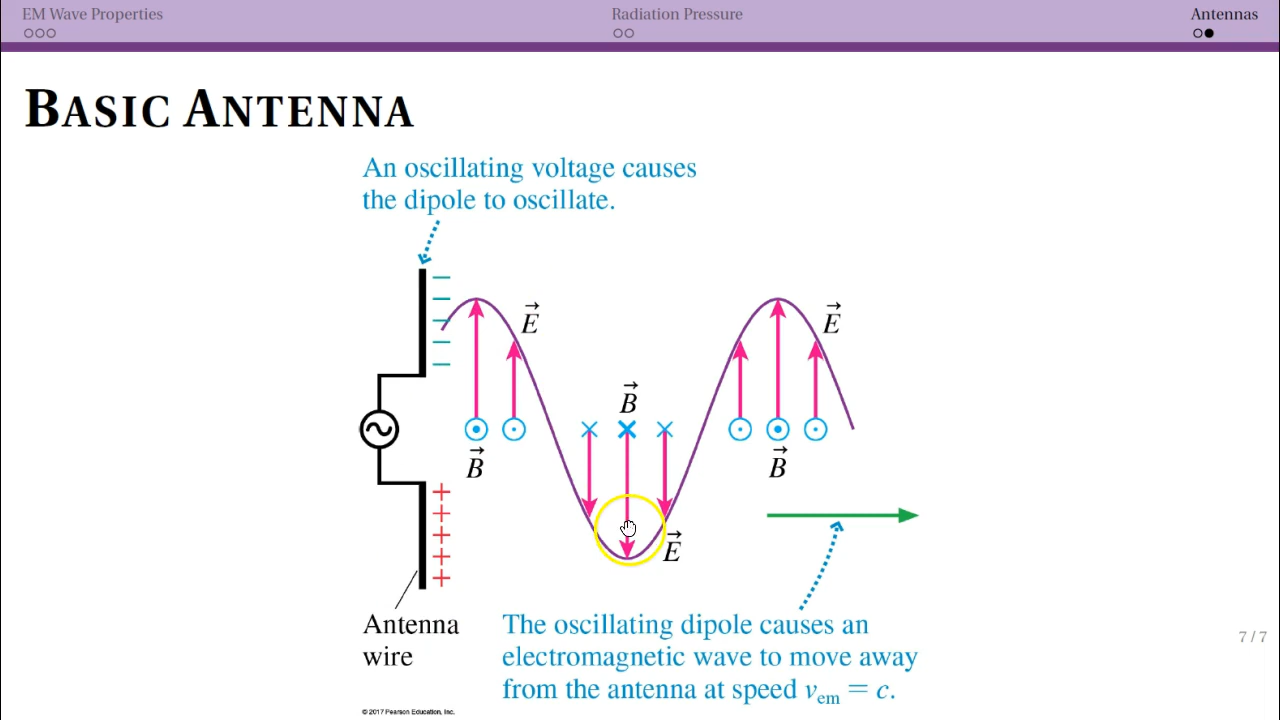 EM Wave Properties
Radiation Pressure
Antennas
BASIC ANTENNA
An oscillating voltage causes
the dipole to oscillate.
E
E
B
B
B
E
Antenna
wire
The oscillating dipole causes an
electromagnetic wave to move away
from the antenna at speed vem = c.
7 / 7
© 2017 Pearson Education, Inc.